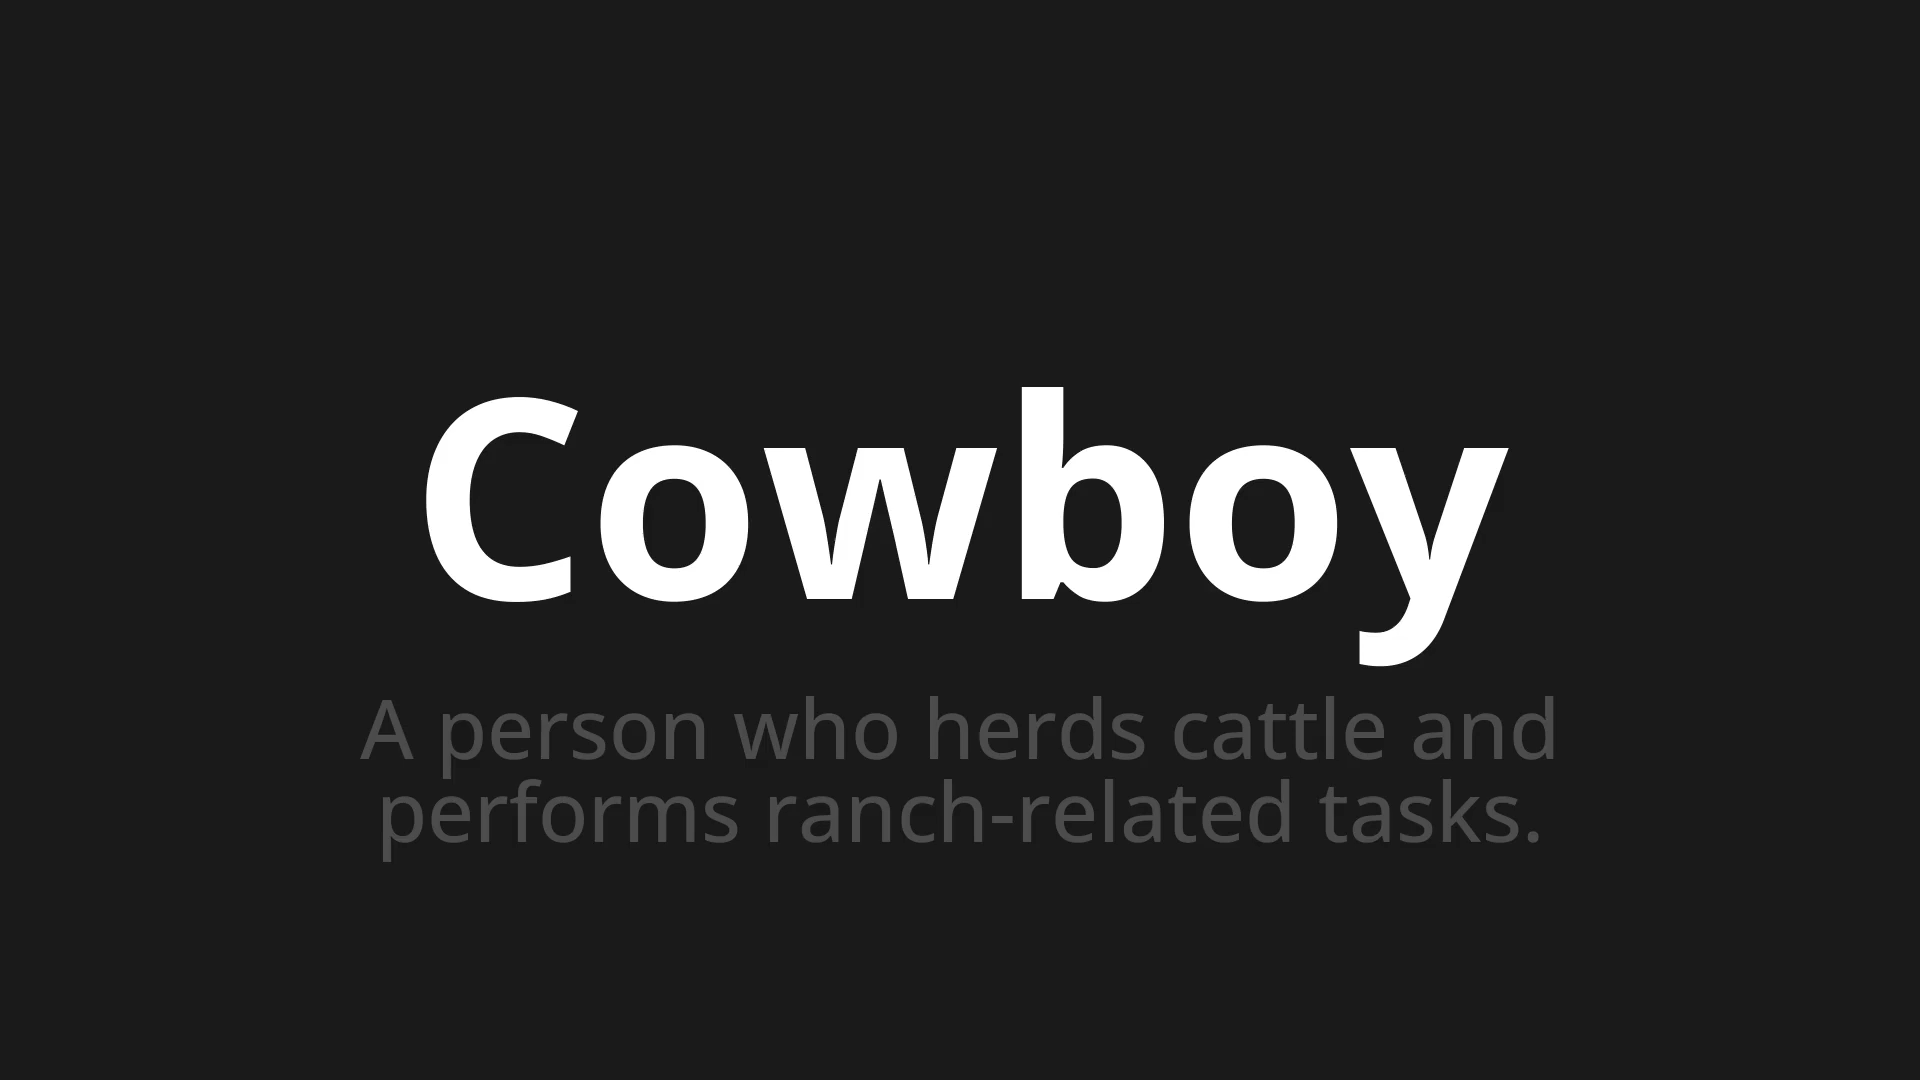 Cowboy
A person who herds cattle and
performs ranch-related tasks.